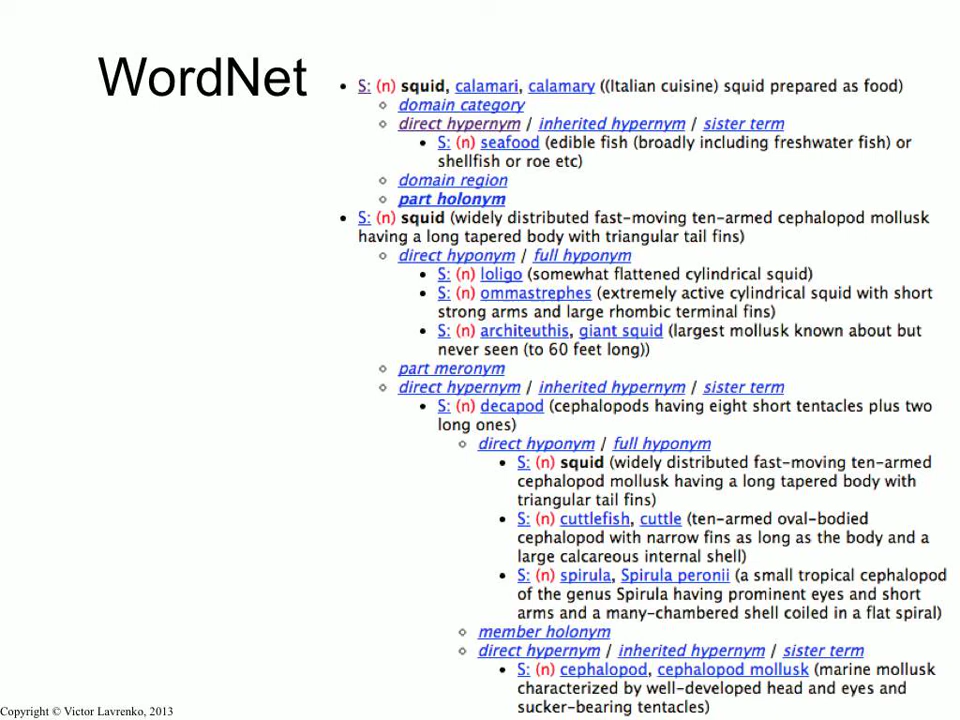 WordNet
• S: (n) squid, calamari, calamary ((Italian cuisine) squid prepared as food)
◦ domain category
◦ direct hypernym / inherited hypernym / sister term
• S: (n) seafood (edible fish (broadly including freshwater fish) or
shellfish or roe etc)
◦ domain region
◦ part holonym
• S: (n) squid (widely distributed fast-moving ten-armed cephalopod mollusk
having a long tapered body with triangular tail fins)
◦ direct hyponym / full hyponym
• S: (n) loligo (somewhat flattened cylindrical squid)
• S: (n) ommastrephes (extremely active cylindrical squid with short
strong arms and large rhombic terminal fins)
• S: (n) architeuthis, giant squid (largest mollusk known about but
never seen (to 60 feet long))
◦ part meronym
◦ direct hypernym / inherited hypernym / sister term
• S: (n) decapod (cephalopods having eight short tentacles plus two
long ones)
◦ direct hyponym / full hyponym
• S: (n) squid (widely distributed fast-moving ten-armed
cephalopod mollusk having a long tapered body with
triangular tail fins)
• S: (n) cuttlefish, cuttle (ten-armed oval-bodied
cephalopod with narrow fins as long as the body and a
large calcareous internal shell)
• S: (n) spirula, Spirula peronii (a small tropical cephalopod
of the genus Spirula having prominent eyes and short
arms and a many-chambered shell coiled in a flat spiral)
◦ member holonym
◦ direct hypernym / inherited hypernym / sister term
• S: (n) cephalopod, cephalopod mollusk (marine mollusk
characterized by well-developed head and eyes and
sucker-bearing tentacles)
Copyright © Victor Lavrenko, 2013